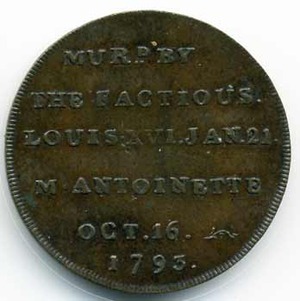 MURD. BY
THE FACTIOUS.
LOUIS XVI. JAN. 21.
M ANTOINETTE
OCT. 16.
1793.